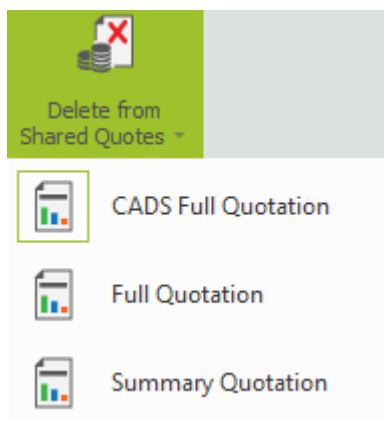 Delete from
Shared Quotes
CADS Full Quotation
Full Quotation
Summary Quotation